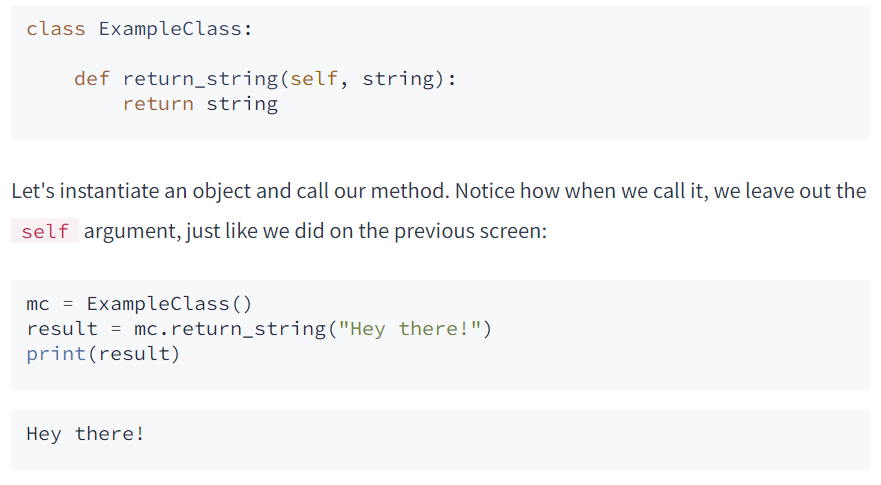 class ExampleClass:
    def return_string(self, string):
        return string
Let's instantiate an object and call our method. Notice how when we call it, we leave out the
self argument, just like we did on the previous screen:
mc = ExampleClass()
result = mc.return_string("Hey there!")
print(result)
Hey there!